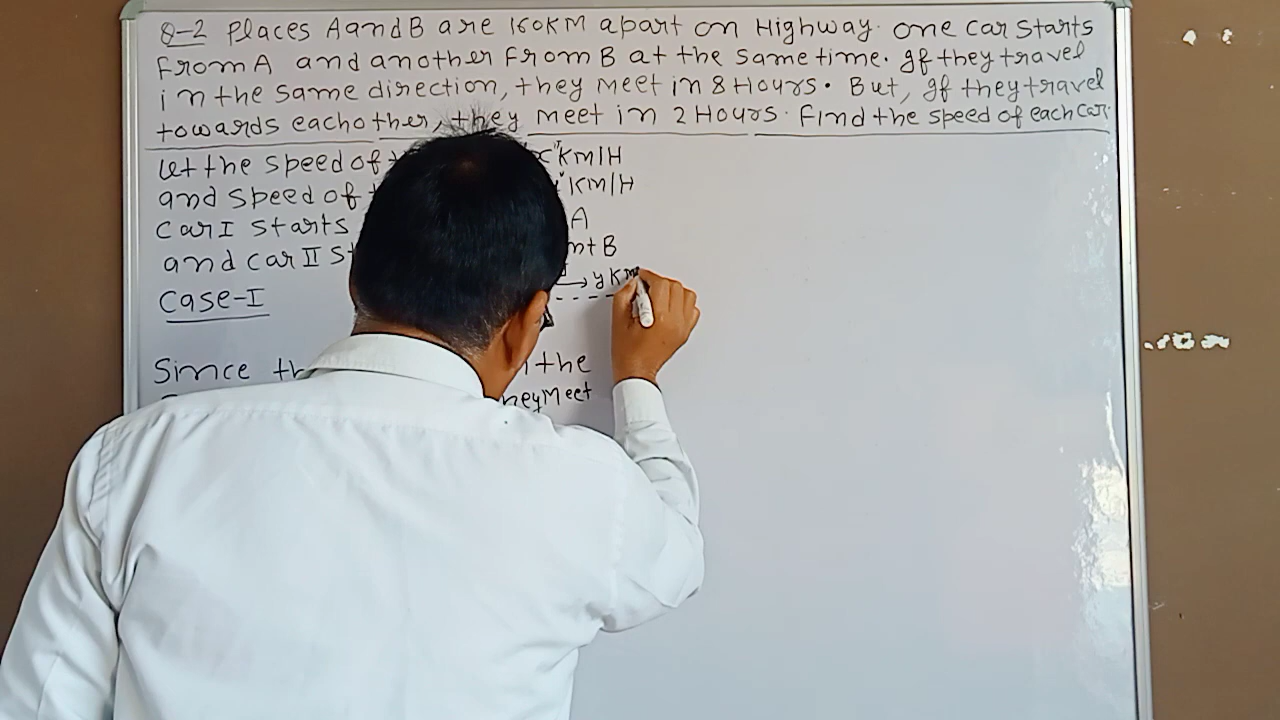 Q-2 Places A and B are 160KM apart on Highway. one car starts
From A and another From B at the same time. If they travel
in the same direction, they meet in 8 Hours. But, If they travel
towards each other, they meet in 2 Hours. Find the speed of each car.
Let the speed of KM/H
and speed of KM/H
Car I starts A
and car II B
Case-I → y KM
Since the
Meet